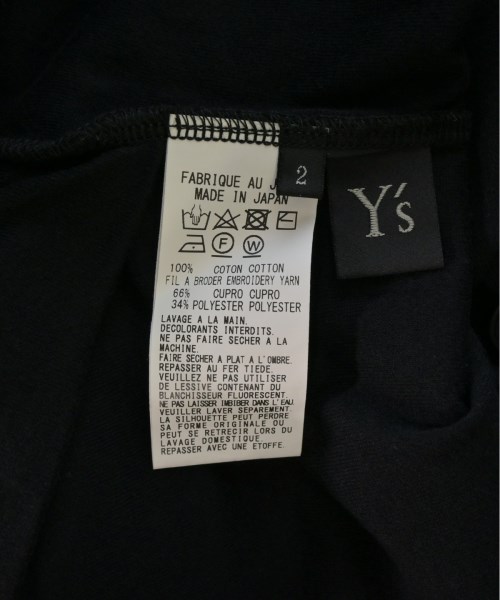 FABRIQUE AU
MADE IN JAPAN
2
Y's
F W
100% COTON COTTON
FIL A BRODER EMBROIDERY YARN
66% CUPRO CUPRO
34% POLYESTER POLYESTER
LAVAGE A LA MAIN.
DECOLORANTS INTERDITS.
NE PAS FAIRE SECHER A LA
MACHINE.
FAIRE SECHER A PLAT A L'OMBRE.
REPASSER AU FER TIEDE.
VEUILLEZ NE PAS UTILISER
DE LESSIVE CONTENANT DU
BLANCHISSEUR FLUORESCENT.
NE PAS LAISSER IMBIBER DANS L'EAU.
VEUILLER LAVER SEPAREMENT.
LA SILHOUETTE PEUT PERDRE
SA FORME ORIGINALE OU
PEUT SE RETRECIR LORS DU
LAVAGE DOMESTIQUE.
REPASSER AVEC UNE ETOFFE.